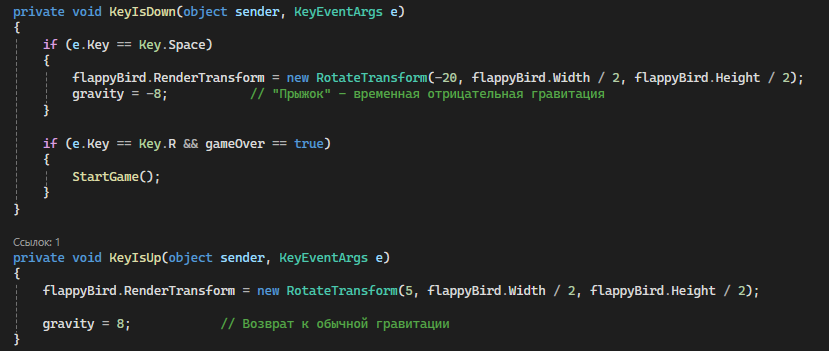 private void KeyIsDown(object sender, KeyEventArgs e)
{
if (e.Key == Key.Space)
{
flappyBird.RenderTransform = new RotateTransform(-20, flappyBird.Width / 2, flappyBird.Height / 2);
gravity = -8; // "Прыжок" - временная отрицательная гравитация
}
if (e.Key == Key.R && gameOver == true)
{
StartGame();
}
}
Ссылок: 1
private void KeyIsUp(object sender, KeyEventArgs e)
{
flappyBird.RenderTransform = new RotateTransform(5, flappyBird.Width / 2, flappyBird.Height / 2);
gravity = 8; // Возврат к обычной гравитации
}